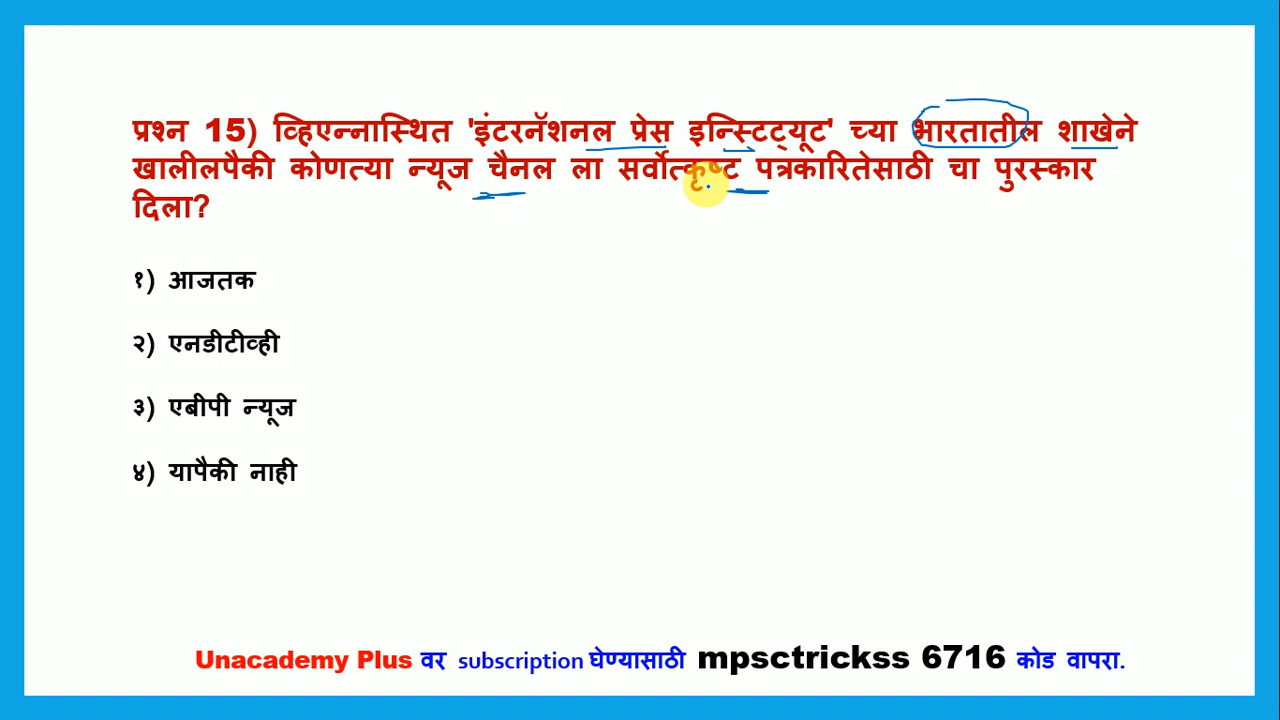 प्रश्न 15) व्हिएन्नास्थित 'इंटरनॅशनल प्रेस इन्स्टिट्यूट' च्या भारतातील शाखेने
खालीलपैकी कोणत्या न्यूज चैनल ला सर्वोत्कृष्ट पत्रकारितेसाठी चा पुरस्कार
दिला?
१) आजतक
२) एनडीटीव्ही
३) एबीपी न्यूज
४) यापैकी नाही
Unacademy Plus वर subscription घेण्यासाठी mpsctrickss 6716 कोड वापरा.